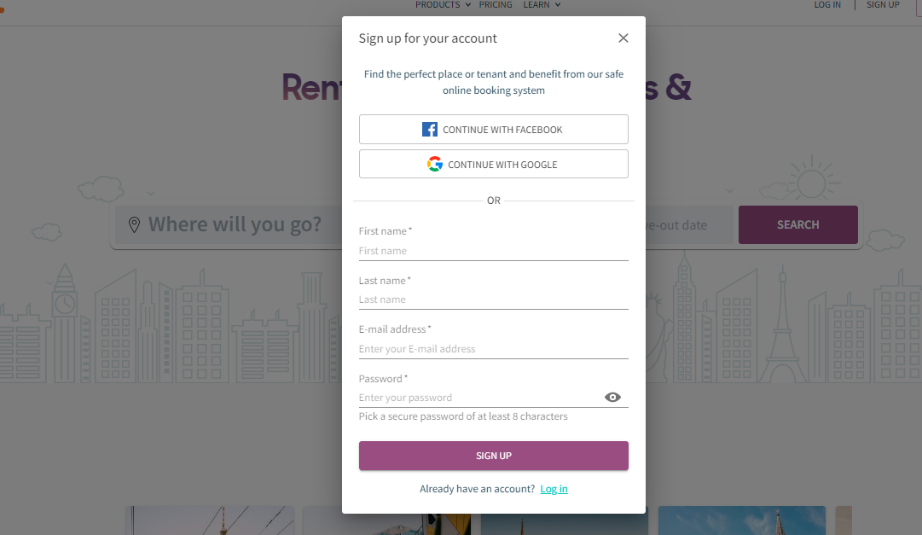 PRODUCTS PRICING LEARN LOG IN SIGN UP
Sign up for your account
Find the perfect place or tenant and benefit from our safe
online booking system
Rent
s &
CONTINUE WITH FACEBOOK
CONTINUE WITH GOOGLE
OR
Where will you go?
e-out date
SEARCH
First name *
First name
Last name *
Last name
E-mail address *
Enter your E-mail address
Password *
Enter your password
Pick a secure password of at least 8 characters
SIGN UP
Already have an account? Log in